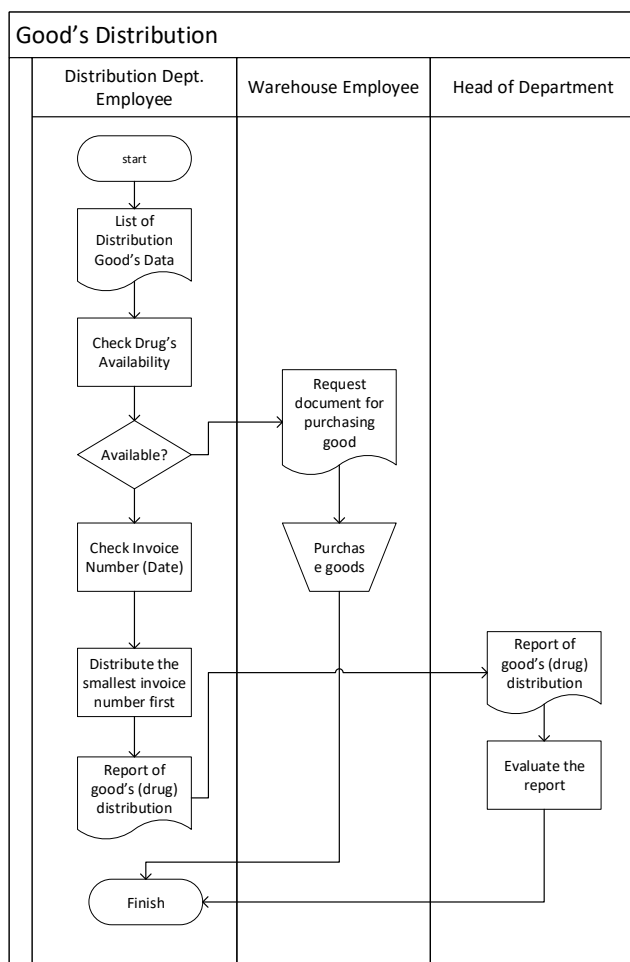 Good's Distribution
Distribution Dept.
Employee
Warehouse Employee
Head of Department
start
List of
Distribution
Good's Data
Check Drug's
Availability
Available?
Request
document for
purchasing
good
Check Invoice
Number (Date)
Purchas
e goods
Distribute the
smallest invoice
number first
Report of
good's (drug)
distribution
Report of
good's (drug)
distribution
Evaluate the
report
Finish